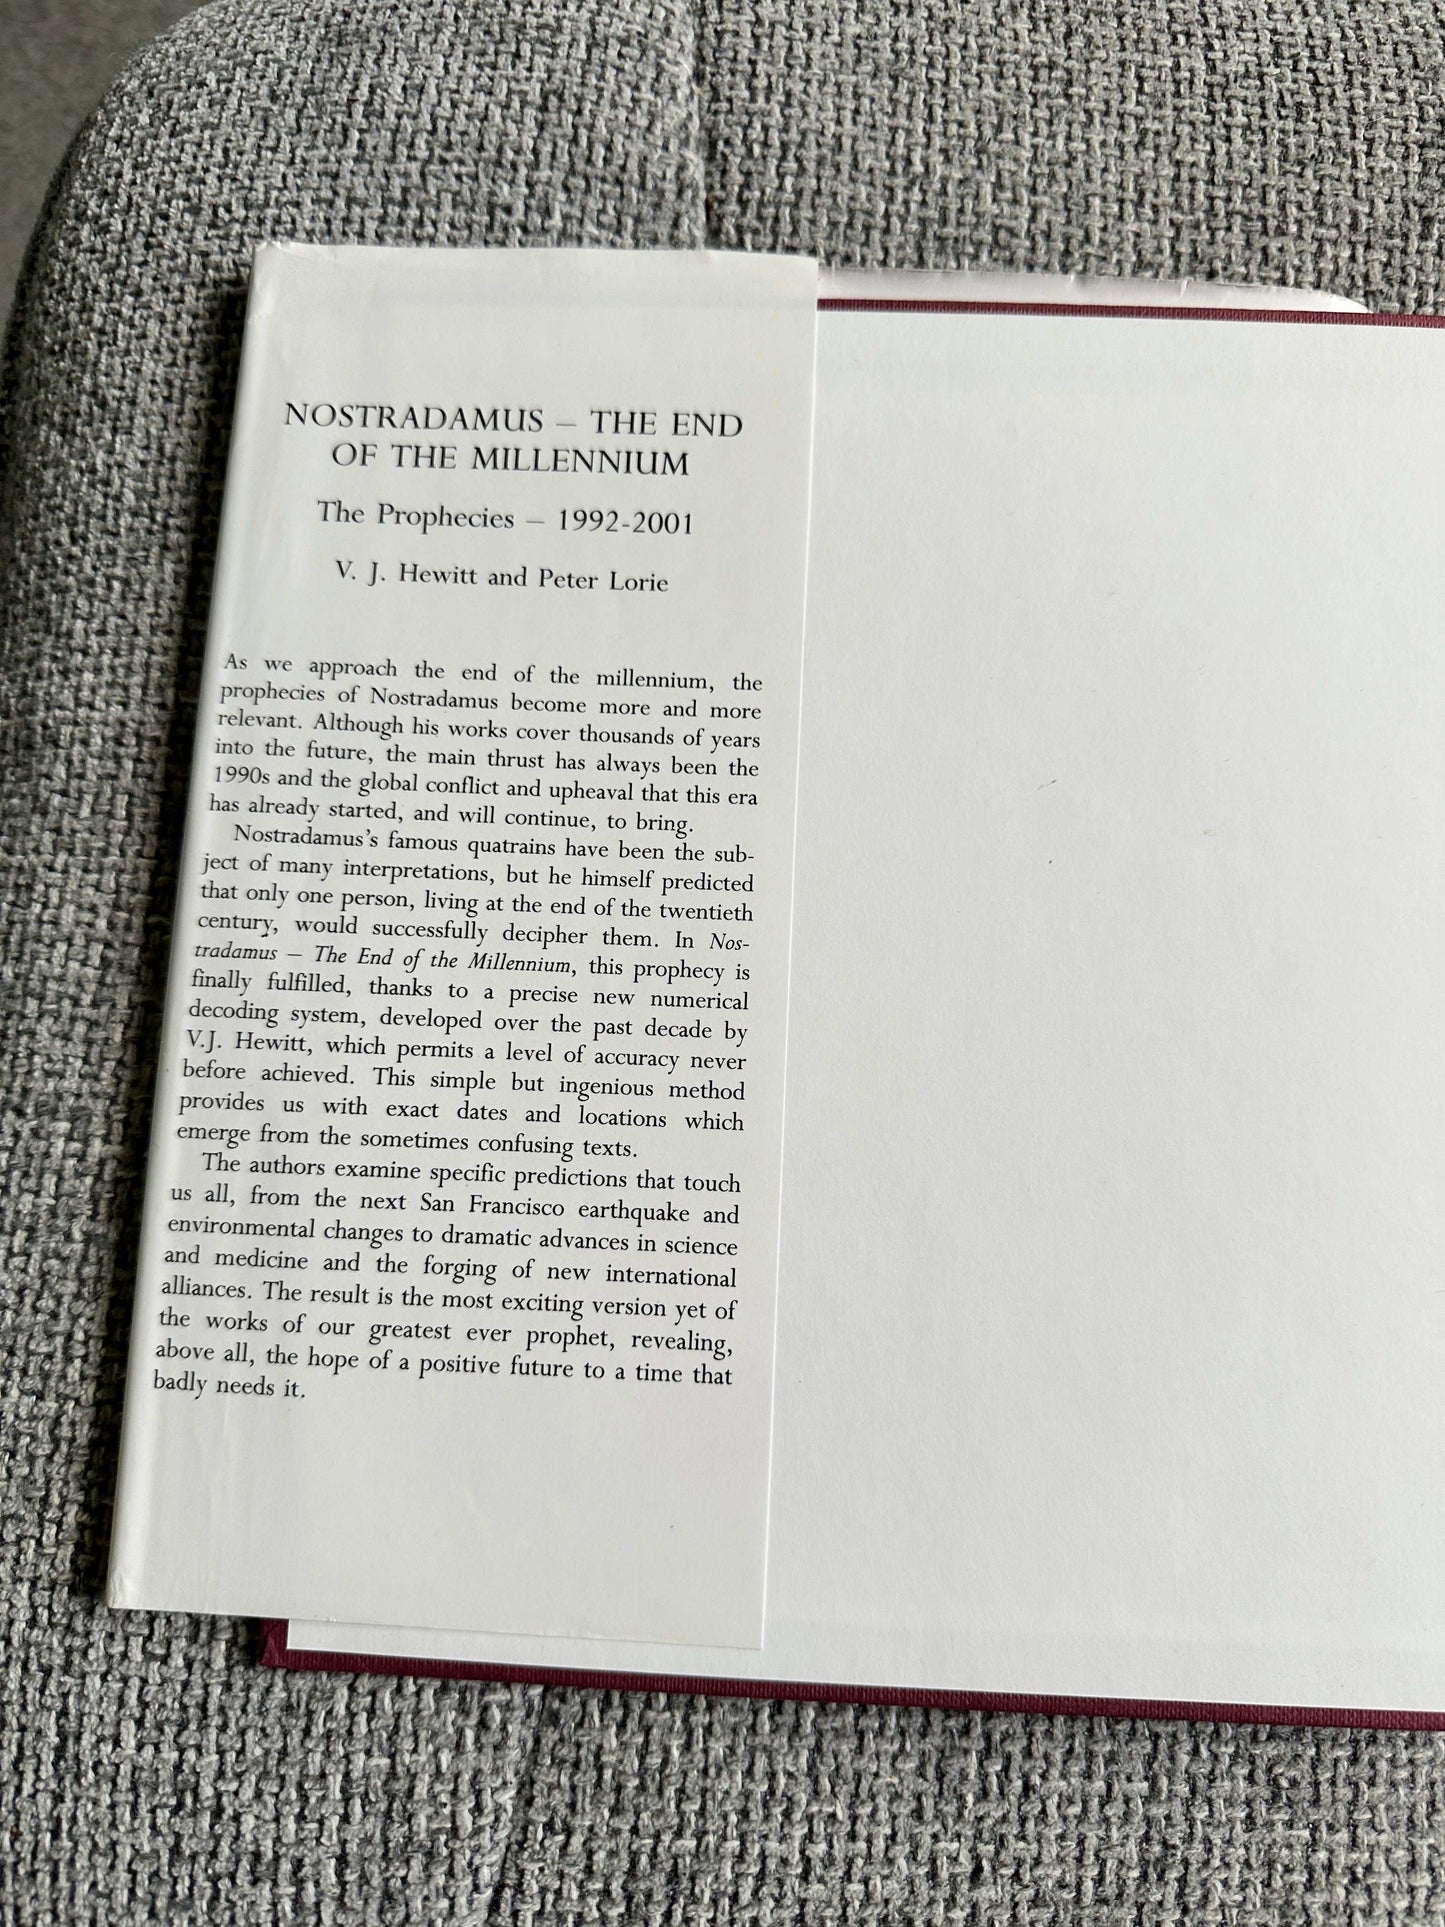 NOSTRADAMUS – THE END
OF THE MILLENNIUM
The Prophecies – 1992-2001
V. J. Hewitt and Peter Lorie
As we approach the end of the millennium, the
prophecies of Nostradamus become more and more
relevant. Although his works cover thousands of years
into the future, the main thrust has always been the
1990s and the global conflict and upheaval that this era
has already started, and will continue, to bring.
Nostradamus's famous quatrains have been the sub-
ject of many interpretations, but he himself predicted
that only one person, living at the end of the twentieth
century, would successfully decipher them. In Nos-
tradamus – The End of the Millennium, this prophecy is
finally fulfilled, thanks to a precise new numerical
decoding system, developed over the past decade by
V.J. Hewitt, which permits a level of accuracy never
before achieved. This simple but ingenious method
provides us with exact dates and locations which
emerge from the sometimes confusing texts.
The authors examine specific predictions that touch
us all, from the next San Francisco earthquake and
environmental changes to dramatic advances in science
and medicine and the forging of new international
alliances. The result is the most exciting version yet of
the works of our greatest ever prophet, revealing,
above all, the hope of a positive future to a time that
badly needs it.